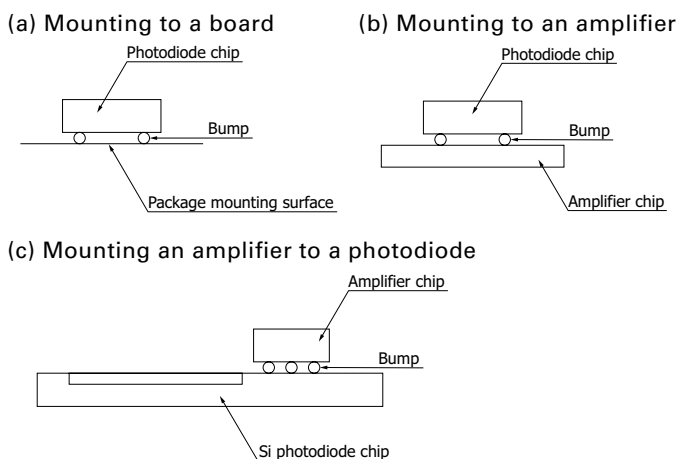 (a) Mounting to a board
Photodiode chip
Bump
Package mounting surface
(b) Mounting to an amplifier
Photodiode chip
Bump
Amplifier chip
(c) Mounting an amplifier to a photodiode
Amplifier chip
Bump
Si photodiode chip